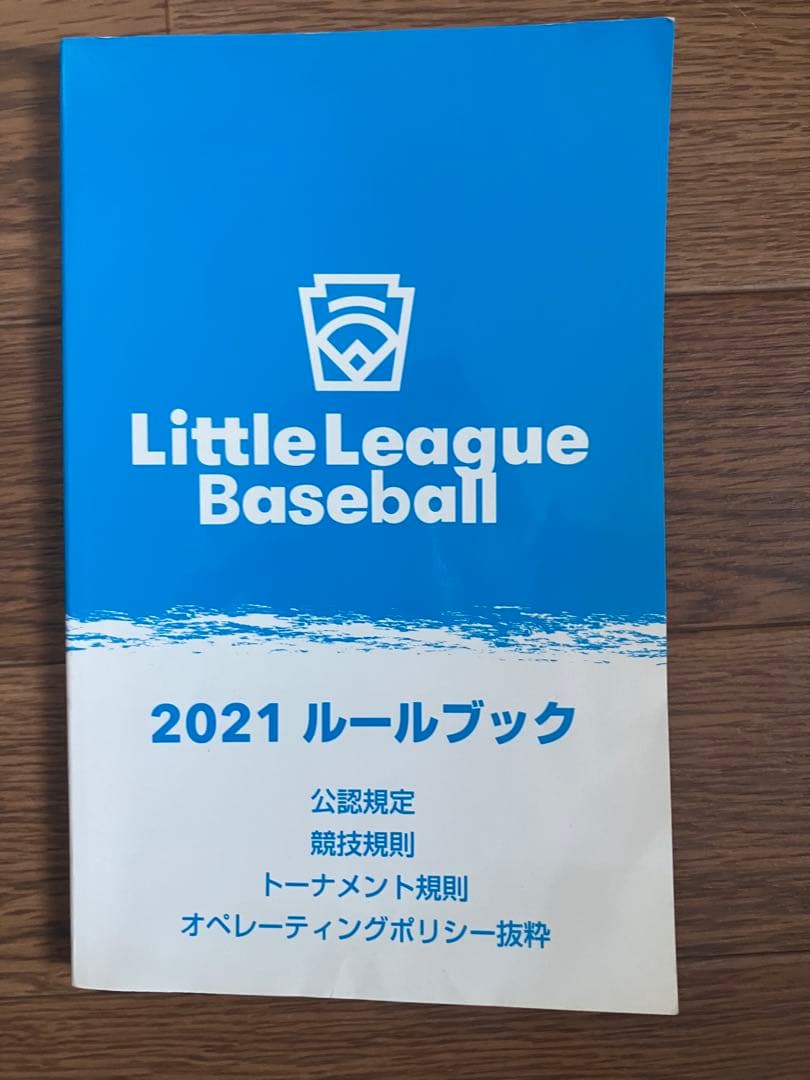 Little League
Baseball
2021 ルールブック
公認規定
競技規則
トーナメント規則
オペレーティングポリシー抜粋